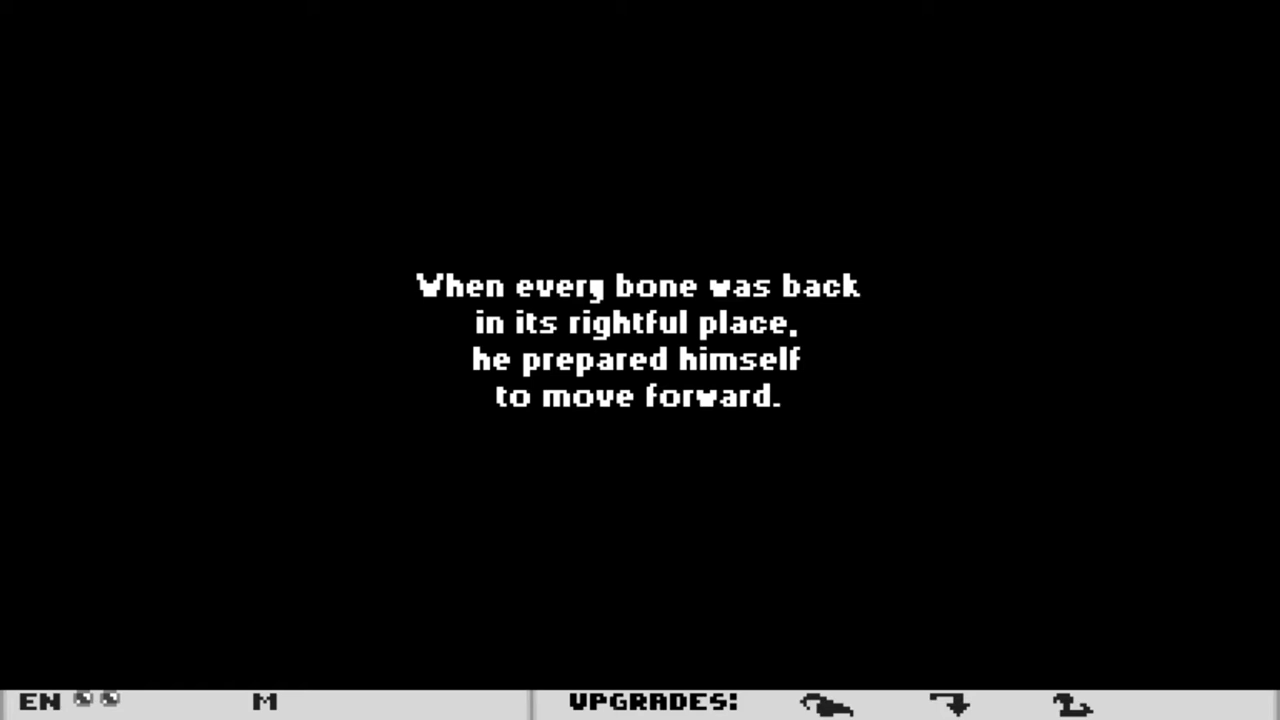 When every bone was back
in its rightful place,
he prepared himself
to move forward.
EN M UPGRADES: